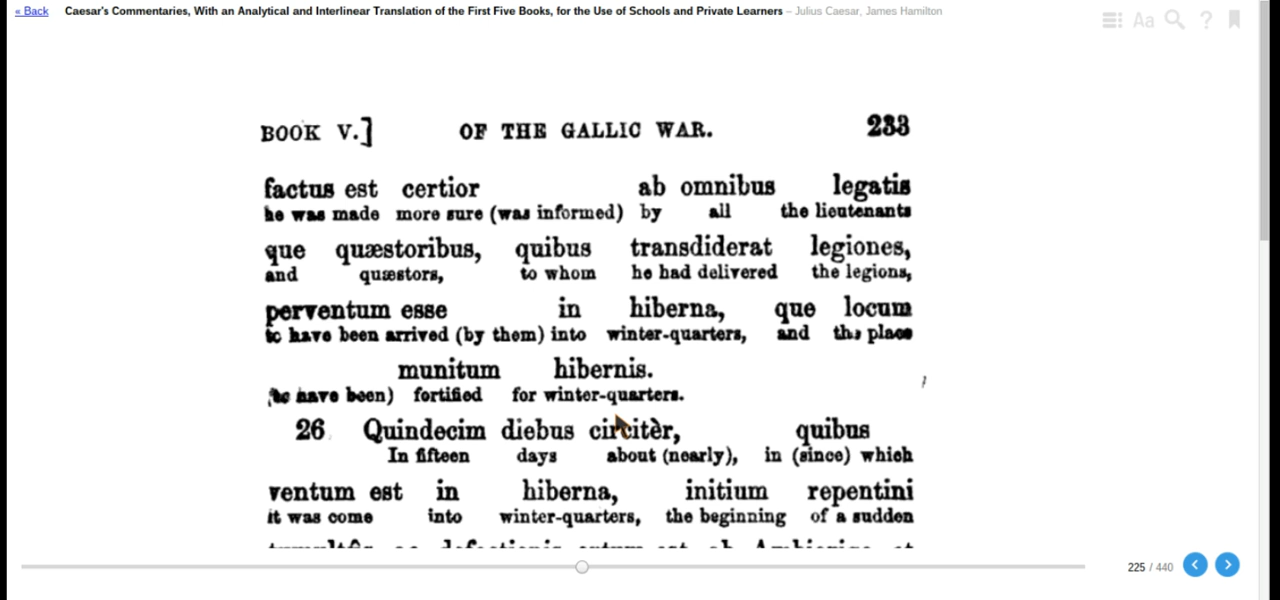 « Back Caesar's Commentaries, With an Analytical and Interlinear Translation of the First Five Books, for the Use of Schools and Private Learners – Julius Caesar, James Hamilton
Aa ?
BOOK V.] OF THE GALLIC WAR. 233
factus est certior ab omnibus legatis
he was made more sure (was informed) by all the lieutenants
que quæstoribus, quibus transdiderat legiones,
and quæstors, to whom he had delivered the legions,
perventum esse in hiberna, que locum
to have been arrived (by them) into winter-quarters, and the place
munitum hibernis.
(to have been) fortified for winter-quarters.
26 Quindecim diebus circitèr, quibus
In fifteen days about (nearly), in (since) which
ventum est in hiberna, initium repentini
it was come into winter-quarters, the beginning of a sudden
225 / 440